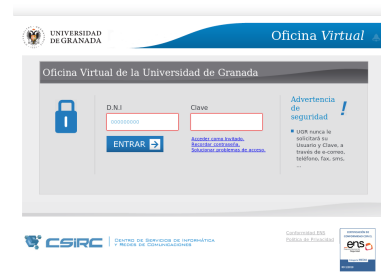 UNIVERSIDAD
DE GRANADA
Oficina Virtual
Oficina Virtual de la Universidad de Granada
D.N.I
Clave
00000000
ENTRAR
Acceder como invitado.
Recordar contraseña.
Solucionar problemas de acceso.
Advertencia
de
seguridad
!
UGR nunca le
solicitará su
Usuario y Clave, a
través de e-correo,
teléfono, fax, sms,
...
CSIRC
CENTRO DE SERVICIOS DE INFORMÁTICA
Y REDES DE COMUNICACIONES
Conformidad ENS
Política de Privacidad
ens